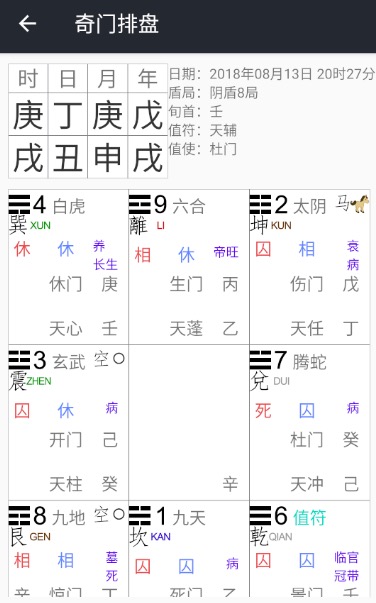 奇门排盘
时 日 月 年
庚 丁 庚 戊
戌 丑 申 戌
日期：2018年08月13日 20时27分
盾局：阴盾8局
旬首：壬
值符：天辅
值使：杜门
4 白虎
巽 XUN
休 休 养
长生
休门 庚
天心 壬
9 六合
離 LI
相 休 帝旺
生门 丙
天蓬 乙
2 太阴 马
坤 KUN
囚 相 衰
病
伤门 戊
天任 丁
3 玄武 空○
震 ZHEN
囚 休 病
开门 己
天柱 癸
辛
7 腾蛇
兌 DUI
死 囚 病
杜门 癸
天冲 己
8 九地 空○
艮 GEN
相 相 墓
死
辛 惊门 丁
1 九天
坎 KAN
囚 囚 病
死门 乙
6 值符
乾 QIAN
囚 囚 临官
冠带
景门 壬